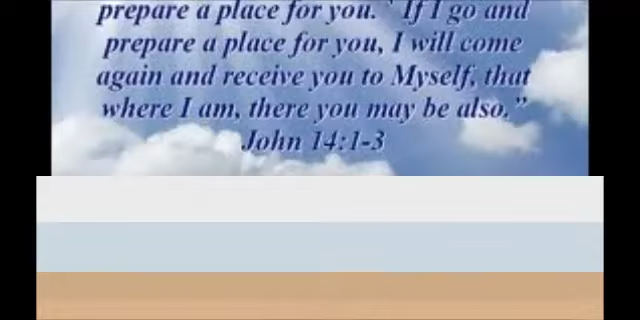 prepare a place for you. ' If I go and
prepare a place for you, I will come
again and receive you to Myself, that
where I am, there you may be also.”
John 14:1-3